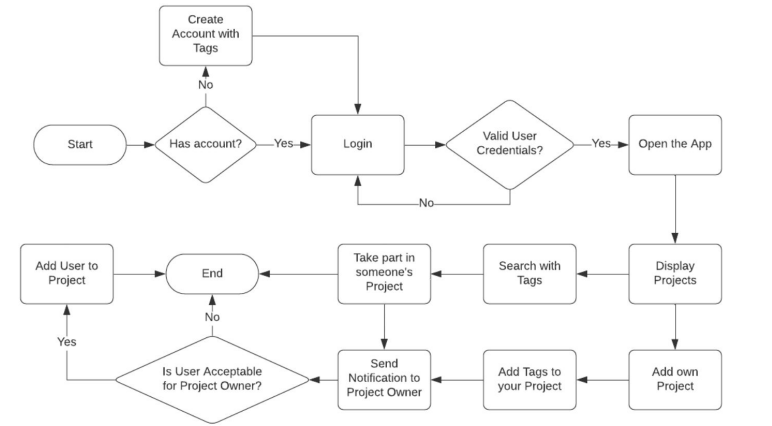 Create
Account with
Tags
No
Start
Has account?
Yes
Login
Valid User
Credentials?
Yes
Open the App
No
Add User to
Project
End
Take part in
someone's
Project
Search with
Tags
Display
Projects
No
Yes
Is User Acceptable
for Project Owner?
Send
Notification to
Project Owner
Add Tags to
your Project
Add own
Project